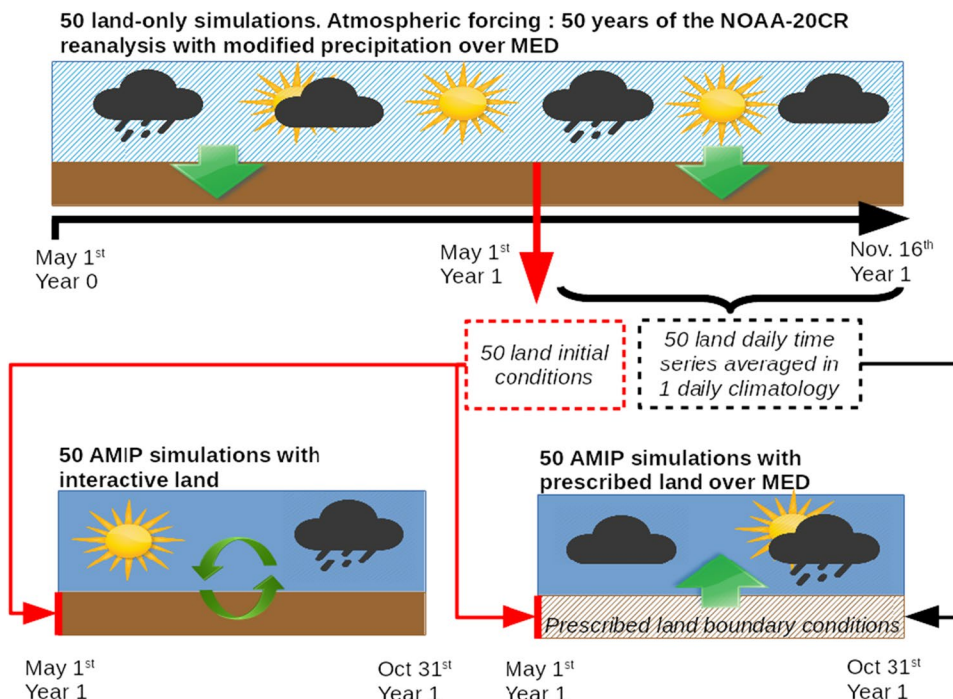 50 land-only simulations. Atmospheric forcing : 50 years of the NOAA-20CR
reanalysis with modified precipitation over MED
May 1st
Year 0
May 1st
Year 1
Nov. 16th
Year 1
50 land initial
conditions
50 land daily time
series averaged in
1 daily climatology
50 AMIP simulations with
interactive land
50 AMIP simulations with
prescribed land over MED
Prescribed land boundary conditions
May 1st
Year 1
Oct 31st
Year 1
May 1st
Year 1
Oct 31st
Year 1